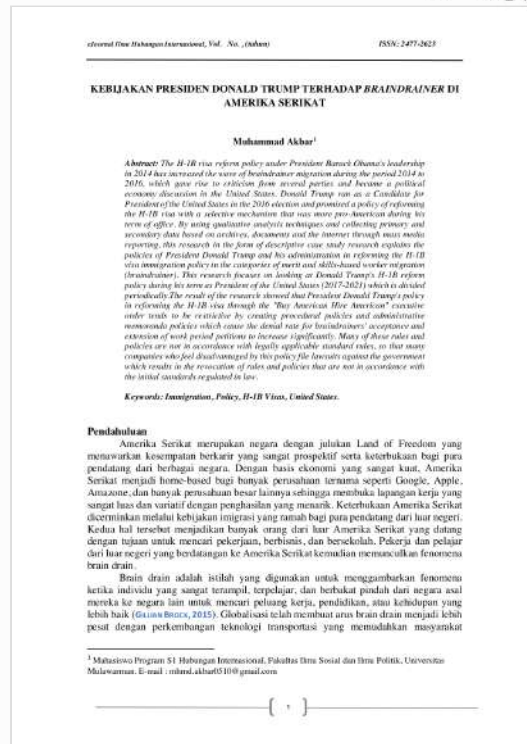 eJournal Ilmu Hubungan Internasional, Vol. No. , (tahun) ISSN: 2477-2623
KEBIJAKAN PRESIDEN DONALD TRUMP TERHADAP BRAINDRAINER DI
AMERIKA SERIKAT
Muhammad Akbar¹
Abstract: The H-1B visa reform policy under President Barack Obama's leadership
in 2014 has increased the wave of braindrainer migration during the period 2014 to
2016, which gave rise to criticism from several parties and became a political
economy discussion in the United States. Donald Trump ran as a Candidate for
President of the United States in the 2016 election and promised a policy of reforming
the H-1B visa with a selective mechanism that was more pro-American during his
term of office. By using qualitative analysis techniques and collecting primary and
secondary data based on archives, documents and the internet through mass media
reporting, this research in the form of descriptive case study research explains the
policies of President Donald Trump and his administration in reforming the H-1B
visa immigration policy to the categories of merit and skills-based worker migration
(braindrainer). This research focuses on looking at Donald Trump's H-1B reform
policy during his term as President of the United States (2017-2021) which is divided
periodically.The result of the research showed that President Donald Trump's policy
in reforming the H-1B visa through the "Buy American Hire American" executive
order tends to be restrictive by creating procedural policies and administrative
memoranda policies which cause the denial rate for braindrainers' acceptance and
extension of work period petitions to increase significantly. Many of these rules and
policies are not in accordance with legally applicable standard rules, so that many
companies who feel disadvantaged by this policy file lawsuits against the government
which results in the revocation of rules and policies that are not in accordance with
the initial standards regulated in law.
Keywords: Immigration, Policy, H-1B Visas, United States.
Pendahuluan
Amerika Serikat merupakan negara dengan julukan Land of Freedom yang
menawarkan kesempatan berkarir yang sangat prospektif serta keterbukaan bagi para
pendatang dari berbagai negara. Dengan basis ekonomi yang sangat kuat, Amerika
Serikat menjadi home-based bagi banyak perusahaan ternama seperti Google, Apple,
Amazone, dan banyak perusahaan besar lainnya sehingga membuka lapangan kerja yang
sangat luas dan variatif dengan penghasilan yang menarik. Keterbukaan Amerika Serikat
dicerminkan melalui kebijakan imigrasi yang ramah bagi para pendatang dari luar negeri.
Kedua hal tersebut menjadikan banyak orang dari luar Amerika Serikat yang datang
dengan tujuan untuk mencari pekerjaan, berbisnis, dan bersekolah. Pekerja dan pelajar
dari luar negeri yang berdatangan ke Amerika Serikat kemudian memunculkan fenomena
brain drain.
Brain drain adalah istilah yang digunakan untuk menggambarkan fenomena
ketika individu yang sangat terampil, terpelajar, dan berbakat pindah dari negara asal
mereka ke negara lain untuk mencari peluang kerja, pendidikan, atau kehidupan yang
lebih baik (GILLIAN BROCK, 2015). Globalisasi telah membuat arus brain drain menjadi lebih
pesat dengan perkembangan teknologi transportasi yang memudahkan masyarakat
¹ Mahasiswa Program S1 Hubungan Internasional, Fakultas Ilmu Sosial dan Ilmu Politik, Universitas
Mulawarman. E-mail : mhmd.akbar0510@gmail.com